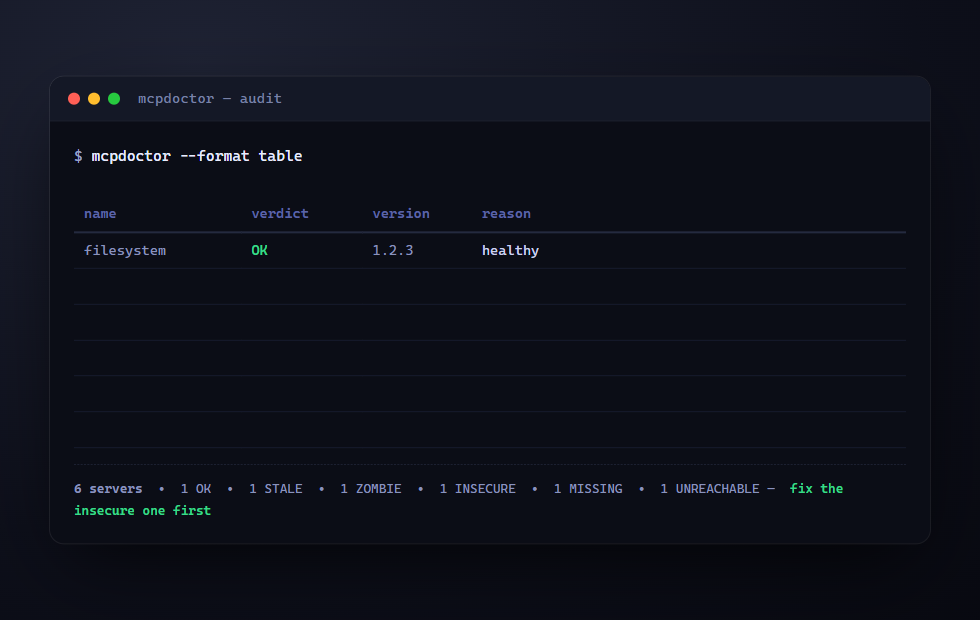 mcpdoctor — audit
$ mcpdoctor --format table
name verdict version reason
filesystem OK 1.2.3 healthy
6 servers • 1 OK • 1 STALE • 1 ZOMBIE • 1 INSECURE • 1 MISSING • 1 UNREACHABLE — fix the
insecure one first